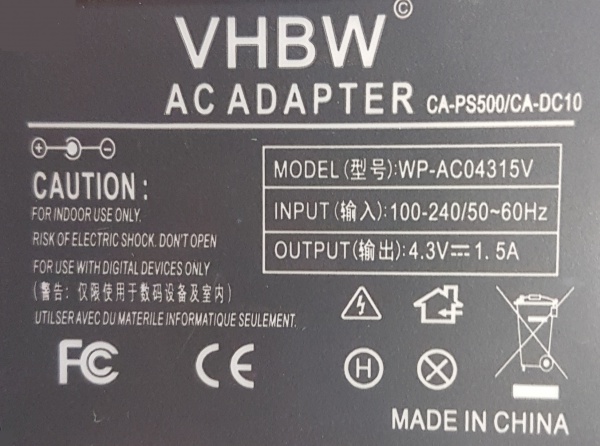 VHBW©
AC ADAPTER CA-PS500/CA-DC10
CAUTION :
FOR INDOOR USE ONLY.
RISK OF ELECTRIC SHOCK. DON'T OPEN
FOR USE WITH DIGITAL DEVICES ONLY
(警告：仅限使用于数码设备及室内)
UTILSER AVEC DU MATERILE INFORMATIQUE SEULEMENT.
MODEL (型号): WP-AC04315V
INPUT (输入): 100-240/50~60Hz
OUTPUT(输出): 4.3V⎓1.5A
FC CE
H
MADE IN CHINA